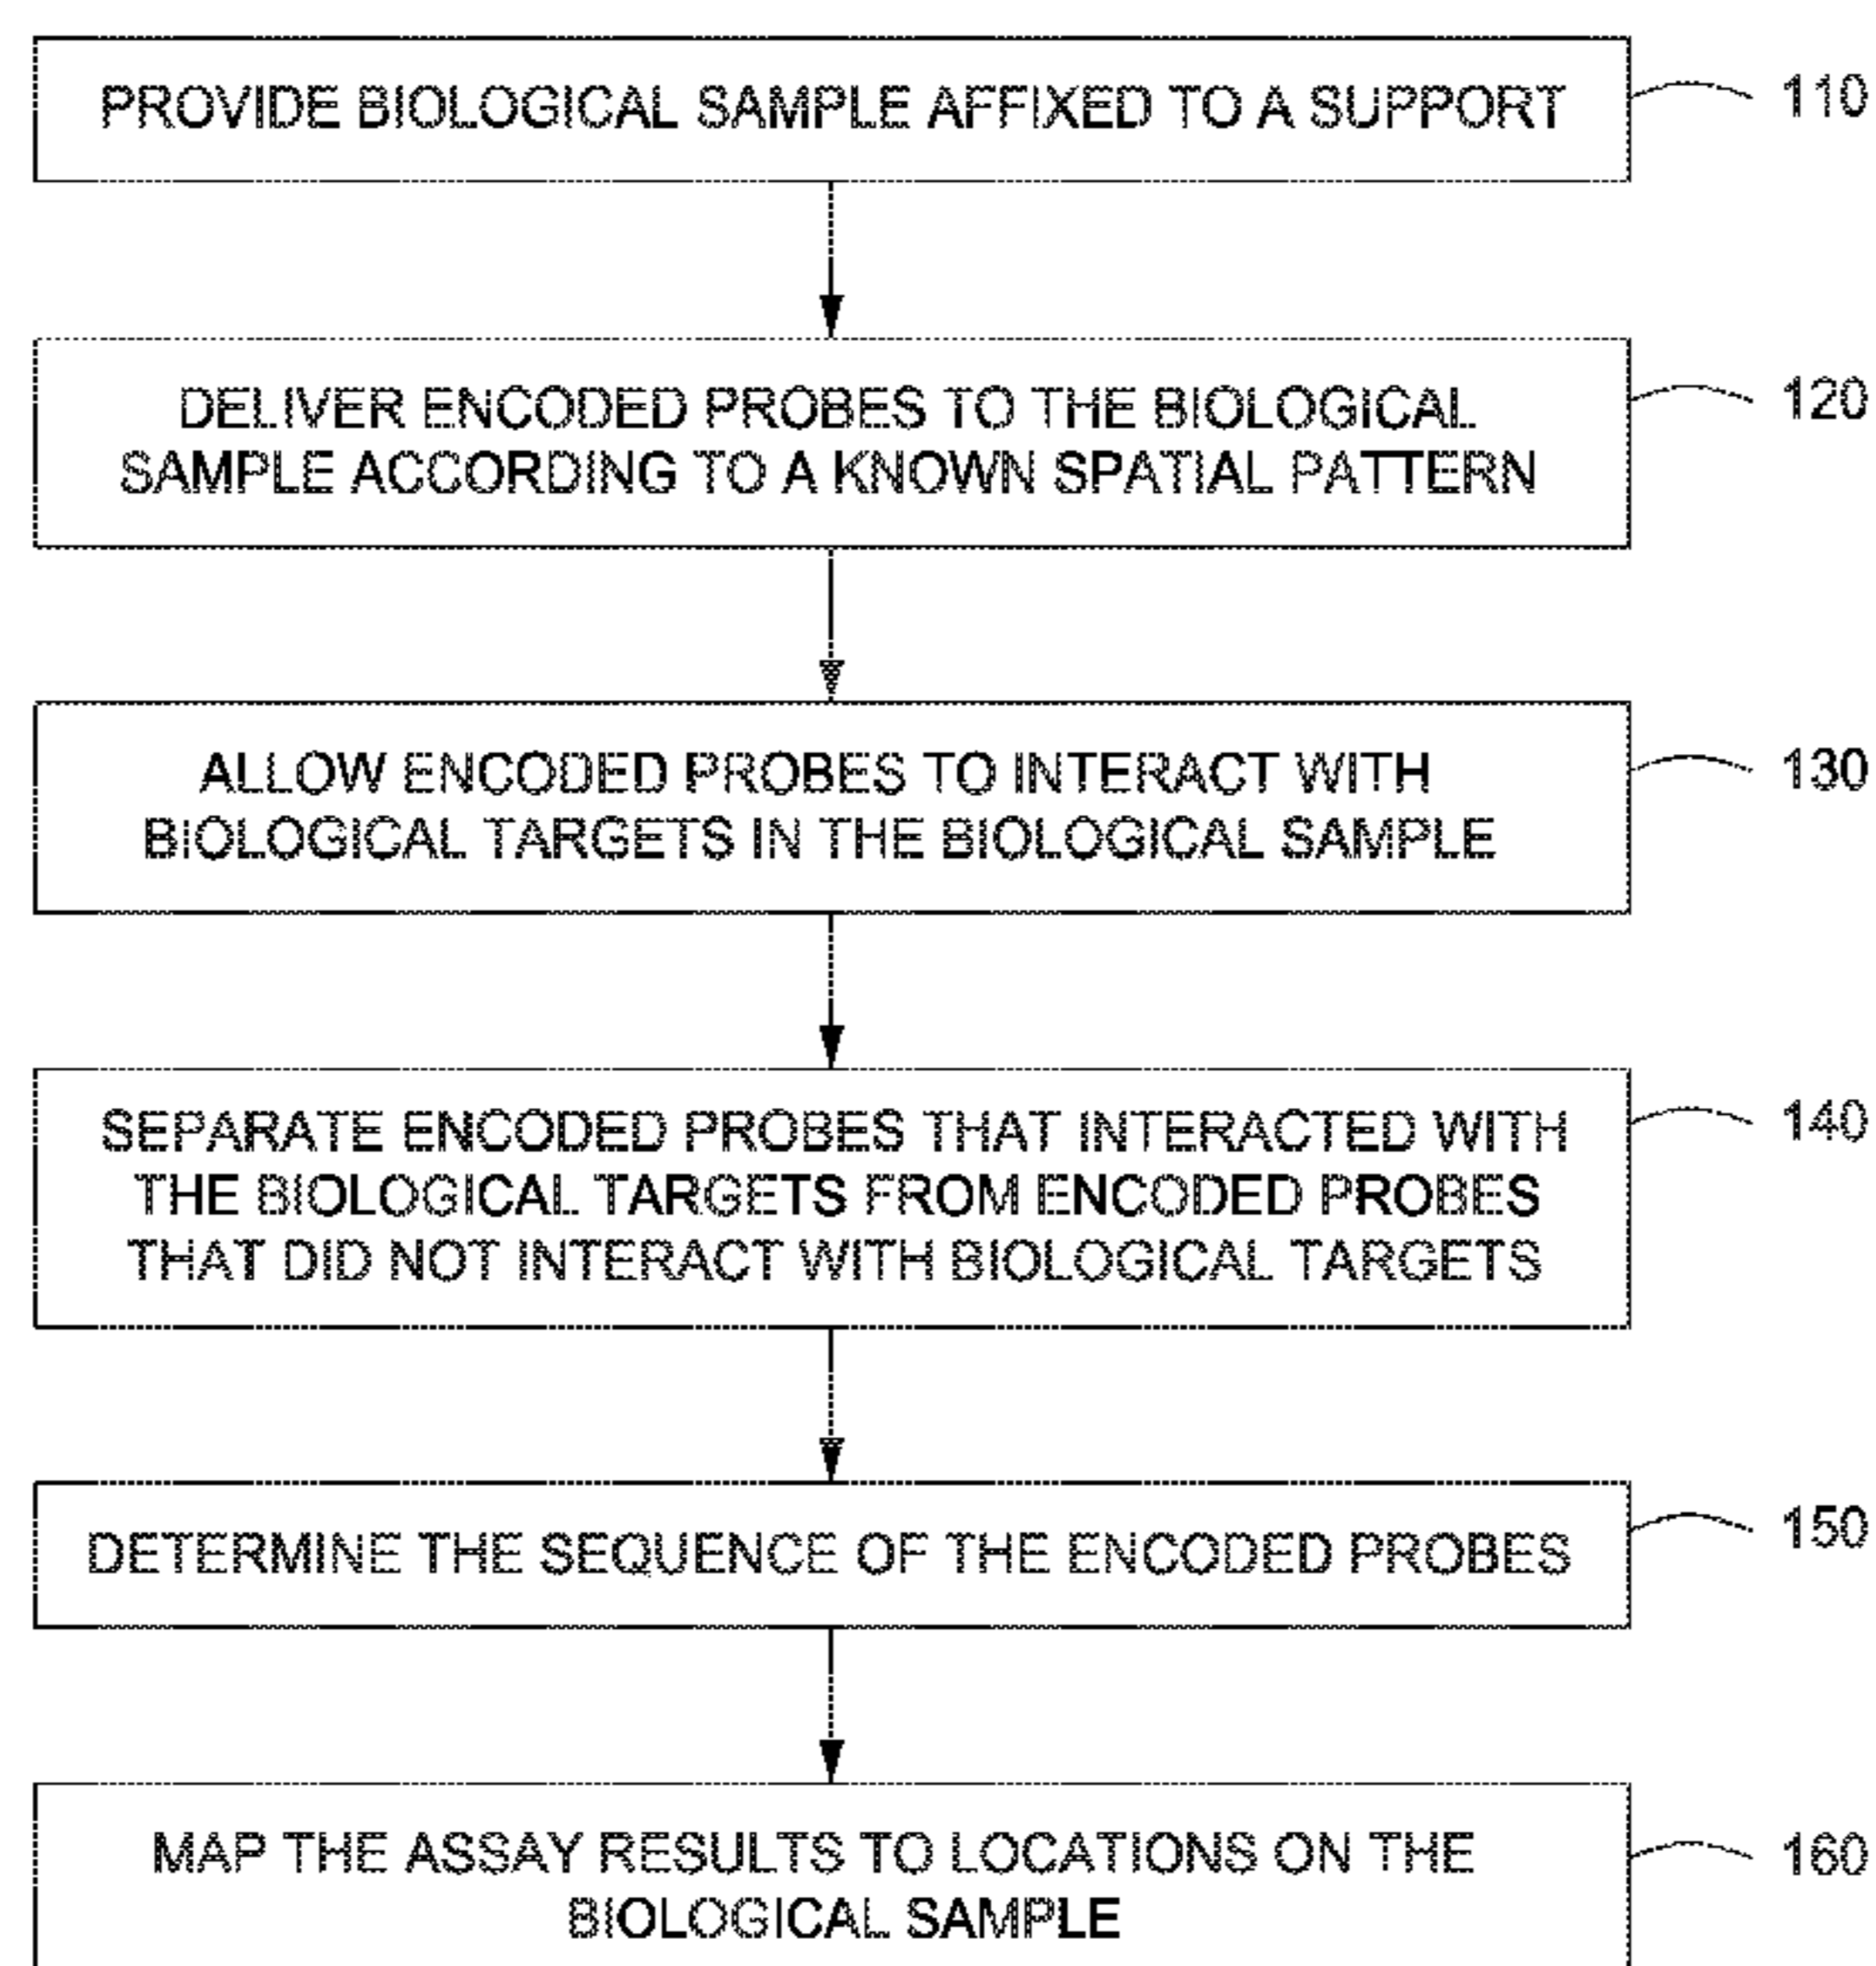 PROVIDE BIOLOGICAL SAMPLE AFFIXED TO A SUPPORT
110
DELIVER ENCODED PROBES TO THE BIOLOGICAL
SAMPLE ACCORDING TO A KNOWN SPATIAL PATTERN
120
ALLOW ENCODED PROBES TO INTERACT WITH
BIOLOGICAL TARGETS IN THE BIOLOGICAL SAMPLE
130
SEPARATE ENCODED PROBES THAT INTERACTED WITH
THE BIOLOGICAL TARGETS FROM ENCODED PROBES
THAT DID NOT INTERACT WITH BIOLOGICAL TARGETS
140
DETERMINE THE SEQUENCE OF THE ENCODED PROBES
150
MAP THE ASSAY RESULTS TO LOCATIONS ON THE
BIOLOGICAL SAMPLE
160